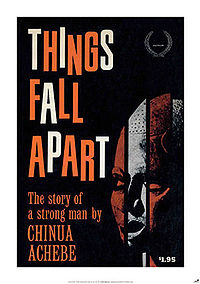 THINGS
FALL
APART
The story of
a strong man by
CHINUA
ACHEBE
$1.95